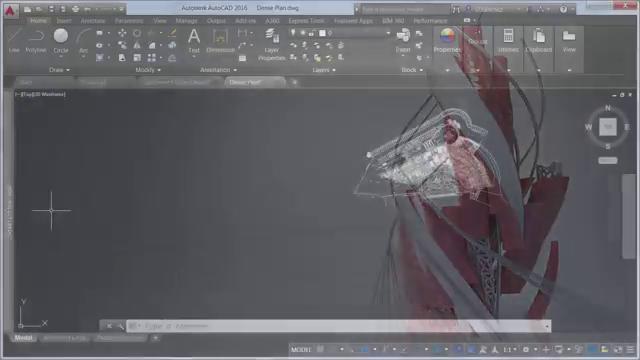 Autodesk AutoCAD 2016 Dense Plan.dwg
Home Insert Annotate Parametric View Manage Output Add-ins Express Tools Featured Apps BIM 360 Performance
Line Polyline Circle Arc Text Dimension Layer Properties Insert Properties Group Utilities Clipboard View
Draw Modify Annotation Layers Block
Start Dense Plan*
[-][Top][2D Wireframe]
N
W
S
Y
X
Type a command
Model
MODEL 1:1